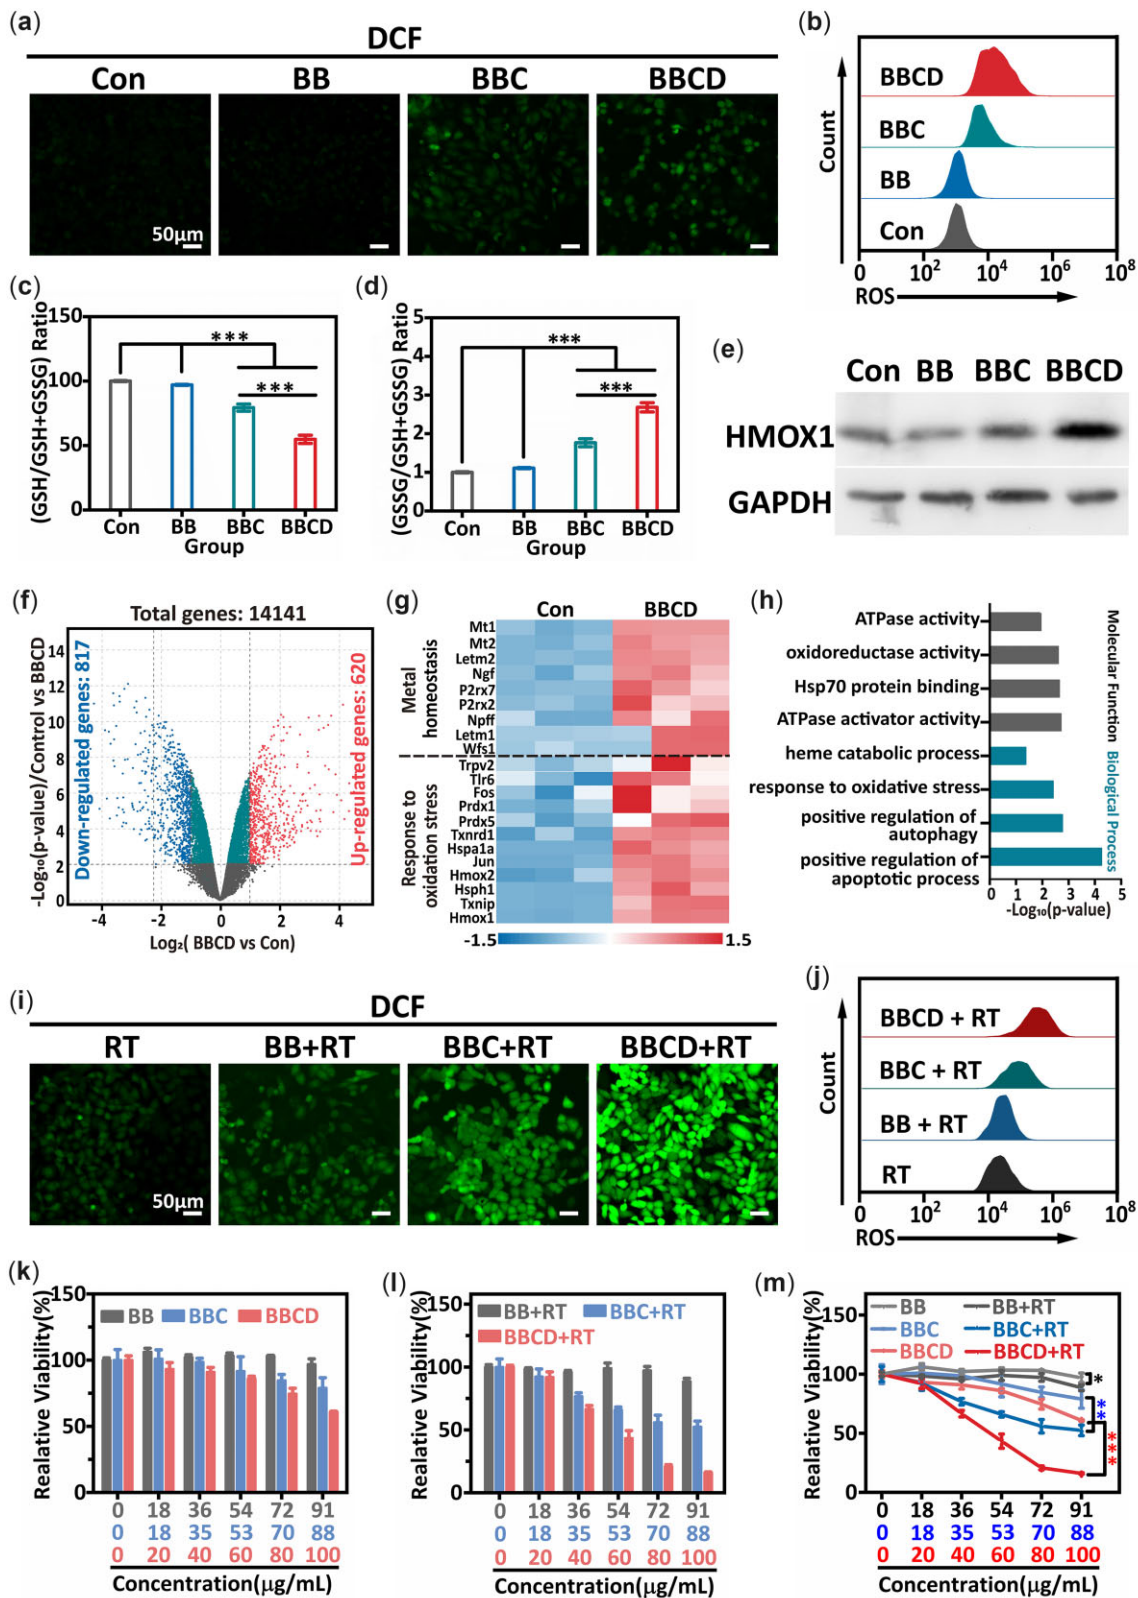 (a)
DCF
Con BB BBC BBCD
50μm
(b)
Count
BBCD
BBC
BB
Con
0 10² 10⁴ 10⁶ 10⁸
ROS
(c)
(GSH/GSH+GSSG) Ratio
150
100
50
0
***
***
Con BB BBC BBCD
Group
(d)
(GSSG/GSH+GSSG) Ratio
5
4
3
2
1
0
***
***
Con BB BBC BBCD
Group
(e)
Con BB BBC BBCD
HMOX1
GAPDH
(f)
Total genes: 14141
-Log₁₀(p-value)/Control vs BBCD
Down-regulated genes: 817
Up-regulated genes: 620
14
12
10
8
6
4
2
0
-4 -2 0 2 4
Log₂( BBCD vs Con)
(g)
Con BBCD
Metal
homeostasis
Mt1
Mt2
Letm2
Ngf
P2rx7
P2rx2
Npff
Letm1
Wfs1
Response to
oxidation stress
Trpv2
Tlr6
Fos
Prdx1
Prdx5
Txnrd1
Hspa1a
Jun
Hmox2
Hsph1
Txnip
Hmox1
-1.5 1.5
(h)
ATPase activity
oxidoreductase activity
Hsp70 protein binding
ATPase activator activity
heme catabolic process
response to oxidative stress
positive regulation of
autophagy
positive regulation of
apoptotic process
Molecular Function
Biological Process
0 1 2 3 4 5
-Log₁₀(p-value)
(i)
DCF
RT BB+RT BBC+RT BBCD+RT
50μm
(j)
Count
BBCD + RT
BBC + RT
BB + RT
RT
0 10² 10⁴ 10⁶ 10⁸
ROS
(k)
Realative Viability(%)
150
100
50
0
BB BBC BBCD
0 18 36 54 72 91
0 18 35 53 70 88
0 20 40 60 80 100
Concentration(μg/mL)
(l)
Realative Viability(%)
150
100
50
0
BB+RT BBC+RT
BBCD+RT
0 18 36 54 72 91
0 18 35 53 70 88
0 20 40 60 80 100
Concentration(μg/mL)
(m)
Realative Viability(%)
150
100
50
0
BB BB+RT
BBC BBC+RT
BBCD BBCD+RT
*
**
***
0 18 36 54 72 91
0 18 35 53 70 88
0 20 40 60 80 100
Concentration(μg/mL)